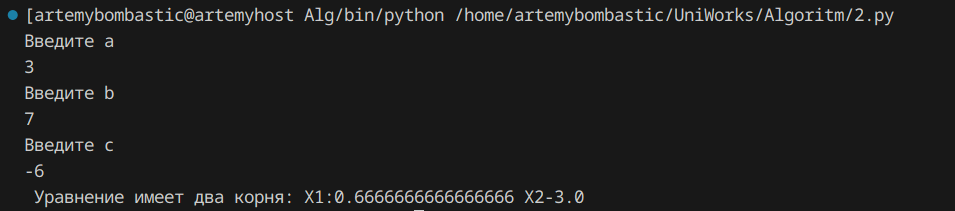 [artemybombastic@artemyhost Alg/bin/python /home/artemybombastic/UniWorks/Algoritm/2.py
Введите a
3
Введите b
7
Введите c
-6
Уравнение имеет два корня: X1:0.6666666666666666 X2-3.0